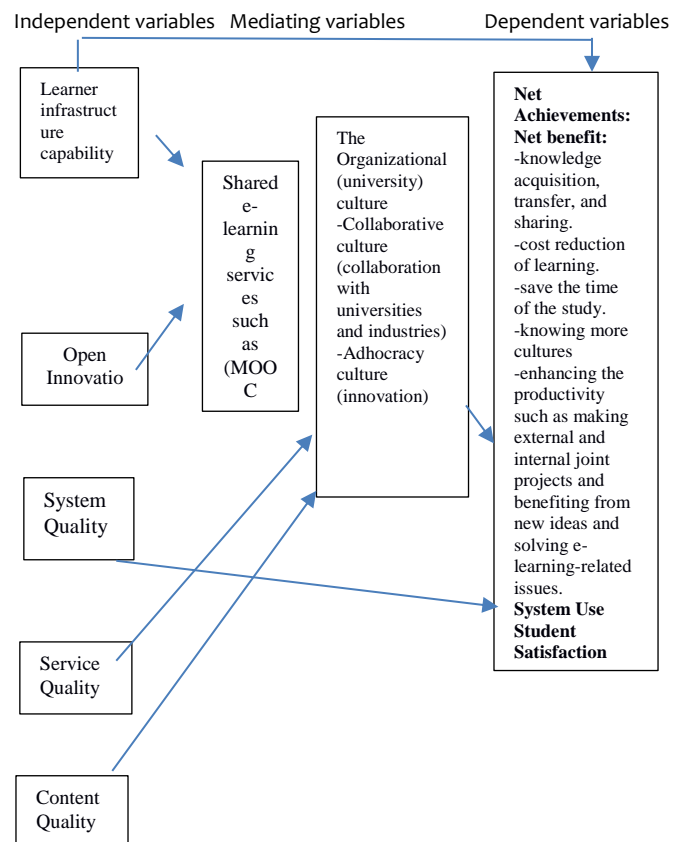 Independent variables
Mediating variables
Dependent variables
Learner
infrastruct
ure
capability
Open
Innovatio
System
Quality
Service
Quality
Content
Quality
Shared
e-
learnin
g
servic
es
such
as
(MOO
C
The
Organizational
(university)
culture
-Collaborative
culture
(collaboration
with
universities
and industries)
-Adhocracy
culture
(innovation)
Net
Achievements:
Net benefit:
-knowledge
acquisition,
transfer, and
sharing.
-cost reduction
of learning.
-save the time
of the study.
-knowing more
cultures
-enhancing the
productivity
such as making
external and
internal joint
projects and
benefiting from
new ideas and
solving e-
learning-related
issues.
System Use
Student
Satisfaction